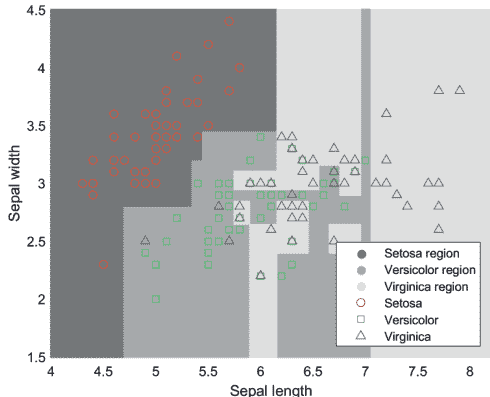 4.5
4
3.5
3
2.5
2
1.5
Sepal width
Setosa region
Versicolor region
Virginica region
Setosa
Versicolor
Virginica
4 4.5 5 5.5 6 6.5 7 7.5 8
Sepal length